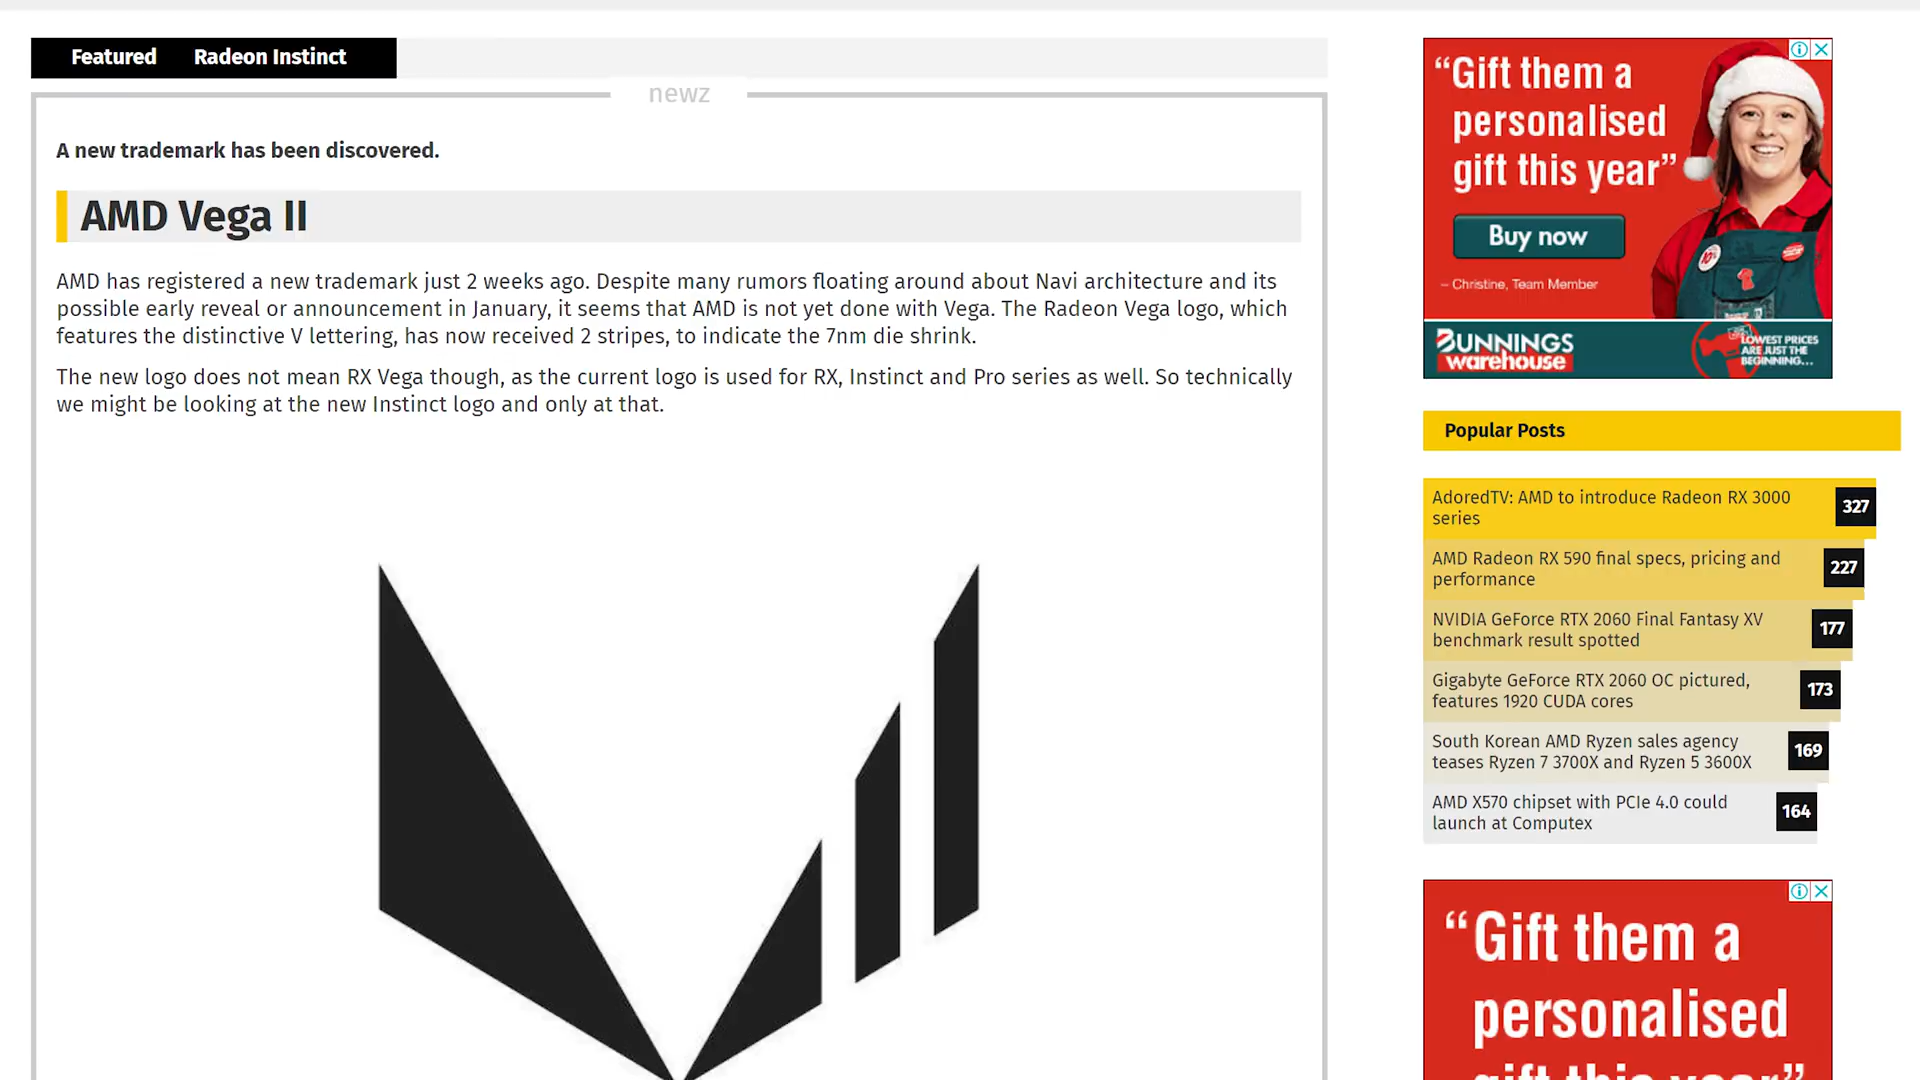 Featured Radeon Instinct
newz
A new trademark has been discovered.
AMD Vega II
AMD has registered a new trademark just 2 weeks ago. Despite many rumors floating around about Navi architecture and its
possible early reveal or announcement in January, it seems that AMD is not yet done with Vega. The Radeon Vega logo, which
features the distinctive V lettering, has now received 2 stripes, to indicate the 7nm die shrink.
The new logo does not mean RX Vega though, as the current logo is used for RX, Instinct and Pro series as well. So technically
we might be looking at the new Instinct logo and only at that.
“Gift them a
personalised
gift this year”
Buy now
– Christine, Team Member
BUNNINGS
warehouse
LOWEST PRICES
ARE JUST THE
BEGINNING...
Popular Posts
AdoredTV: AMD to introduce Radeon RX 3000
series
327
AMD Radeon RX 590 final specs, pricing and
performance
227
NVIDIA GeForce RTX 2060 Final Fantasy XV
benchmark result spotted
177
Gigabyte GeForce RTX 2060 OC pictured,
features 1920 CUDA cores
173
South Korean AMD Ryzen sales agency
teases Ryzen 7 3700X and Ryzen 5 3600X
169
AMD X570 chipset with PCIe 4.0 could
launch at Computex
164
“Gift them a
personalised
gift this year”